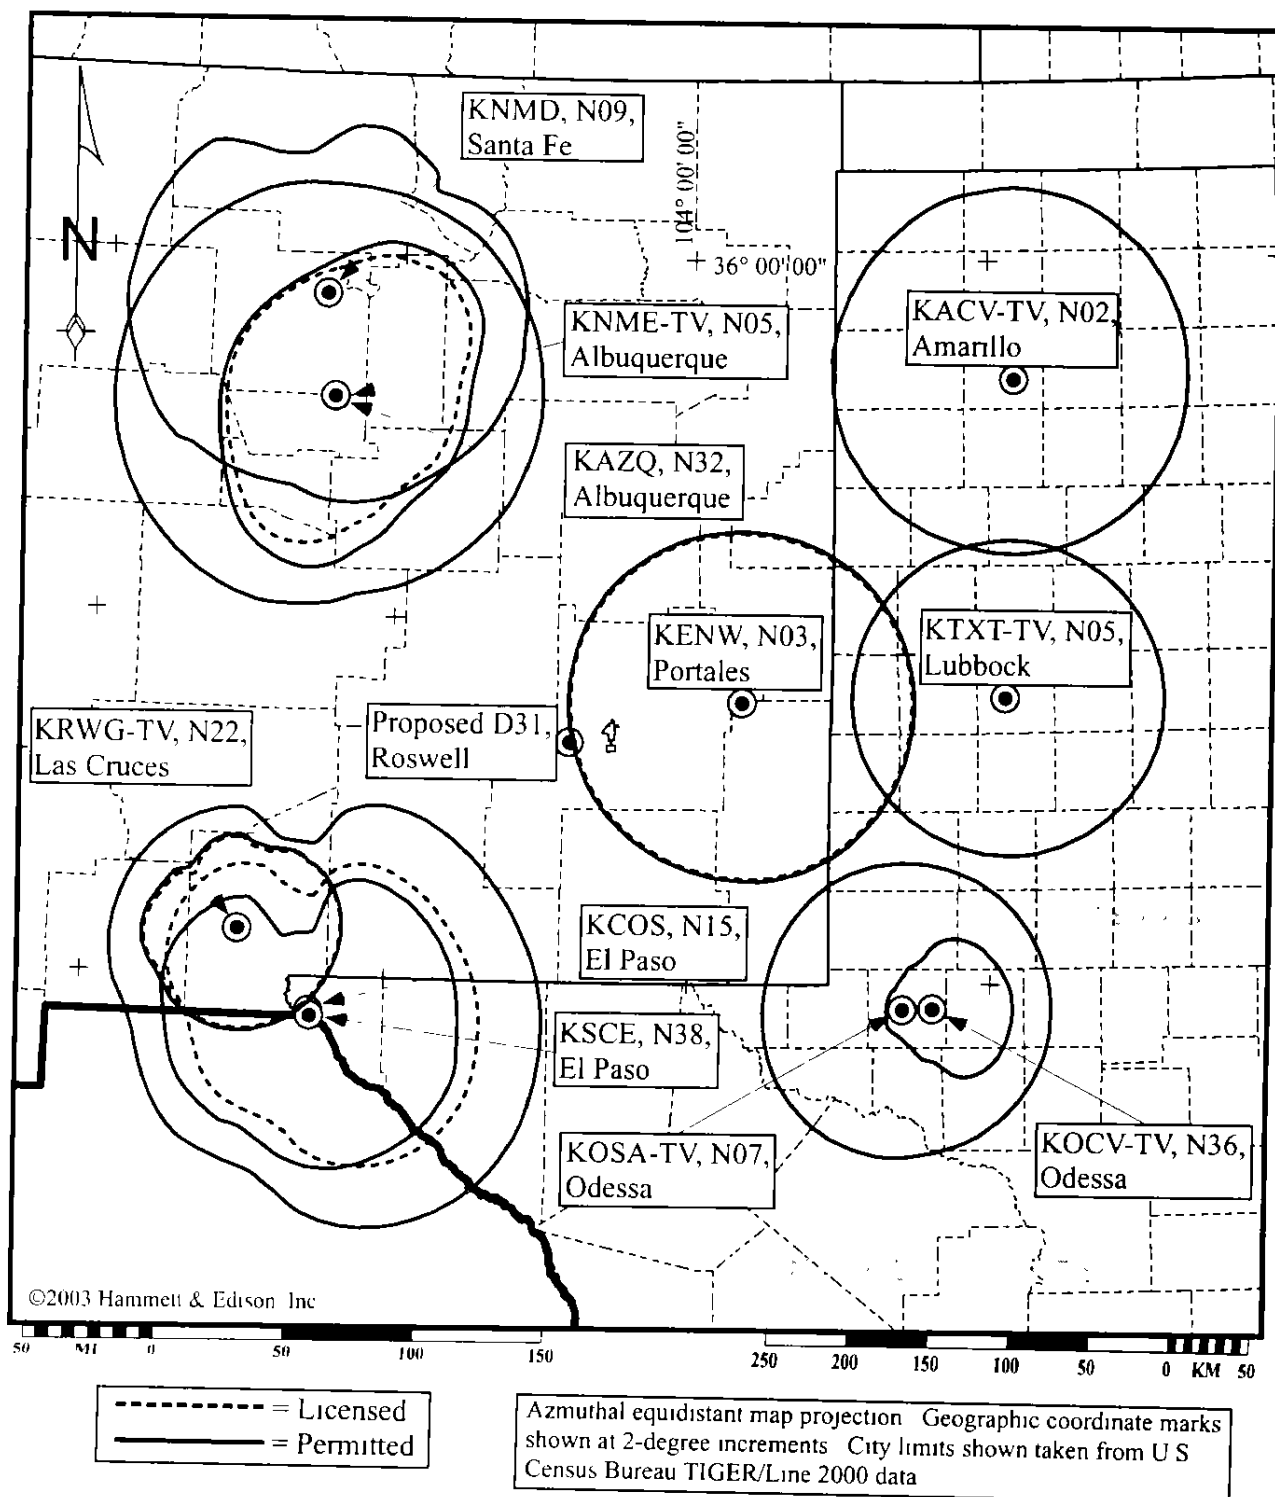 KNMD, N09,
Santa Fe
104° 00' 00"
N
36° 00' 00"
KNME-TV, N05,
Albuquerque
KACV-TV, N02,
Amarillo
KAZQ, N32,
Albuquerque
KENW, N03,
Portales
KTXT-TV, N05,
Lubbock
KRWG-TV, N22,
Las Cruces
Proposed D31,
Roswell
KCOS, N15,
El Paso
KSCE, N38,
El Paso
KOSA-TV, N07,
Odessa
KOCV-TV, N36,
Odessa
©2003 Hammett & Edison Inc
50 MI 0 50 100 150
250 200 150 100 50 0 KM 50
= Licensed
= Permitted
Azmuthal equidistant map projection Geographic coordinate marks
shown at 2-degree increments City limits shown taken from U S
Census Bureau TIGER/Line 2000 data